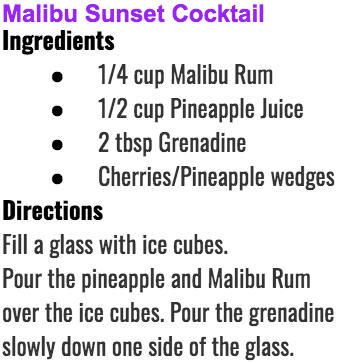 Malibu Sunset Cocktail
Ingredients
● 1/4 cup Malibu Rum
● 1/2 cup Pineapple Juice
● 2 tbsp Grenadine
● Cherries/Pineapple wedges
Directions
Fill a glass with ice cubes.
Pour the pineapple and Malibu Rum
over the ice cubes. Pour the grenadine
slowly down one side of the glass.